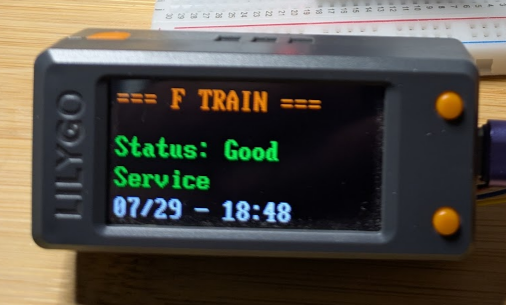 LILYGO
=== F TRAIN ===
Status: Good
Service
07/29 - 18:48